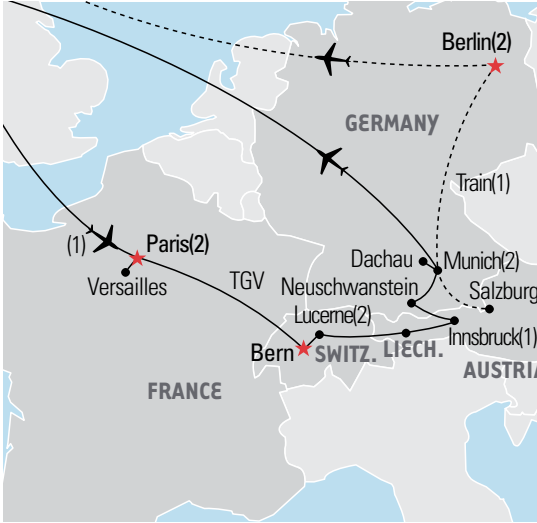 Berlin(2)
GERMANY
Train(1)
(1)
Paris(2)
Versailles
TGV
Dachau
Munich(2)
Neuschwanstein
Salzburg
Lucerne(2)
Innsbruck(1)
Bern
SWITZ.
LIECH.
AUSTRIA
FRANCE